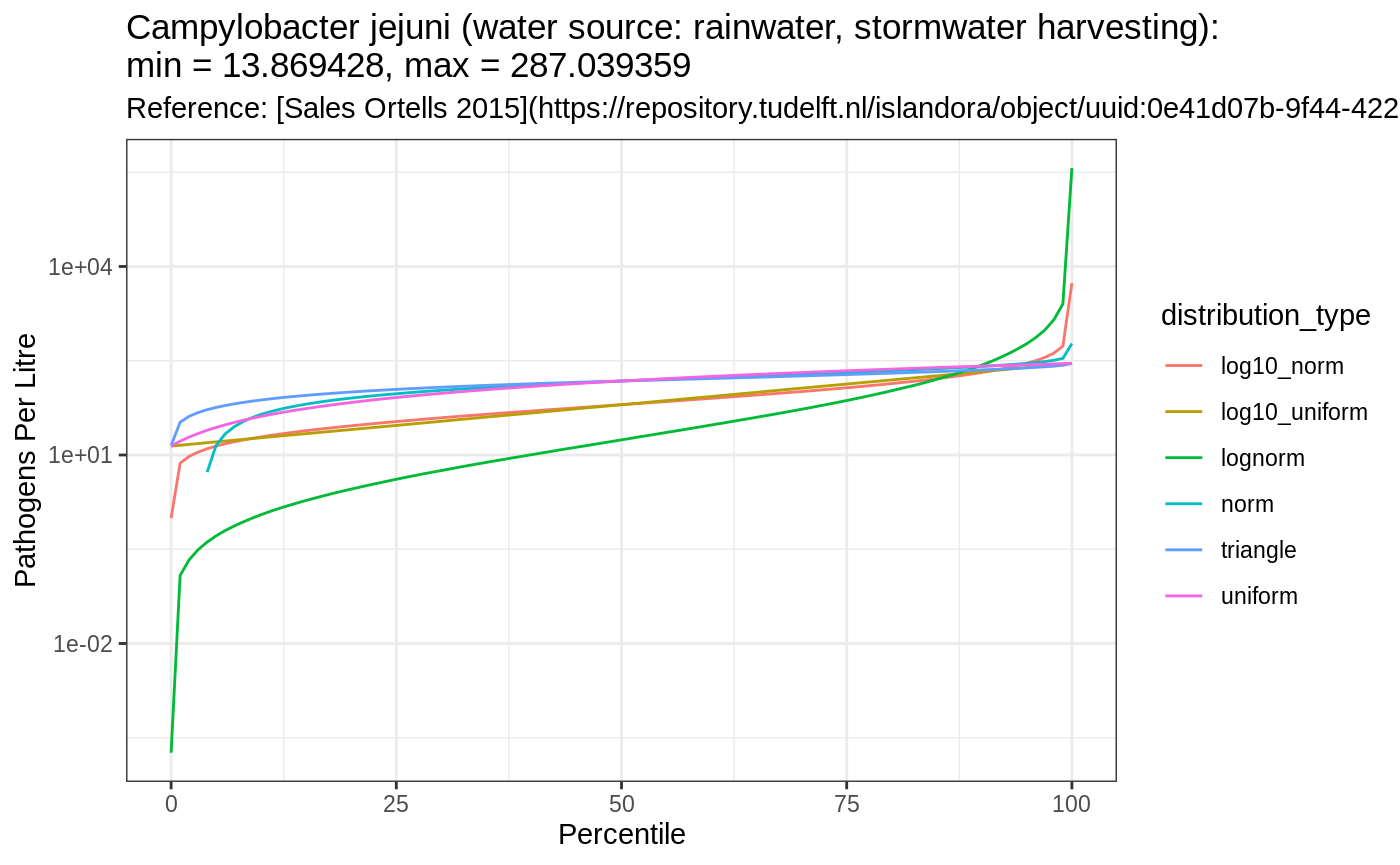 Campylobacter jejuni (water source: rainwater, stormwater harvesting):
min = 13.869428, max = 287.039359
Reference: [Sales Ortells 2015](https://repository.tudelft.nl/islandora/object/uuid:0e41d07b-9f44-422
1e+04
1e+01
1e-02
Pathogens Per Litre
0 25 50 75 100
Percentile
distribution_type
log10_norm
log10_uniform
lognorm
norm
triangle
uniform